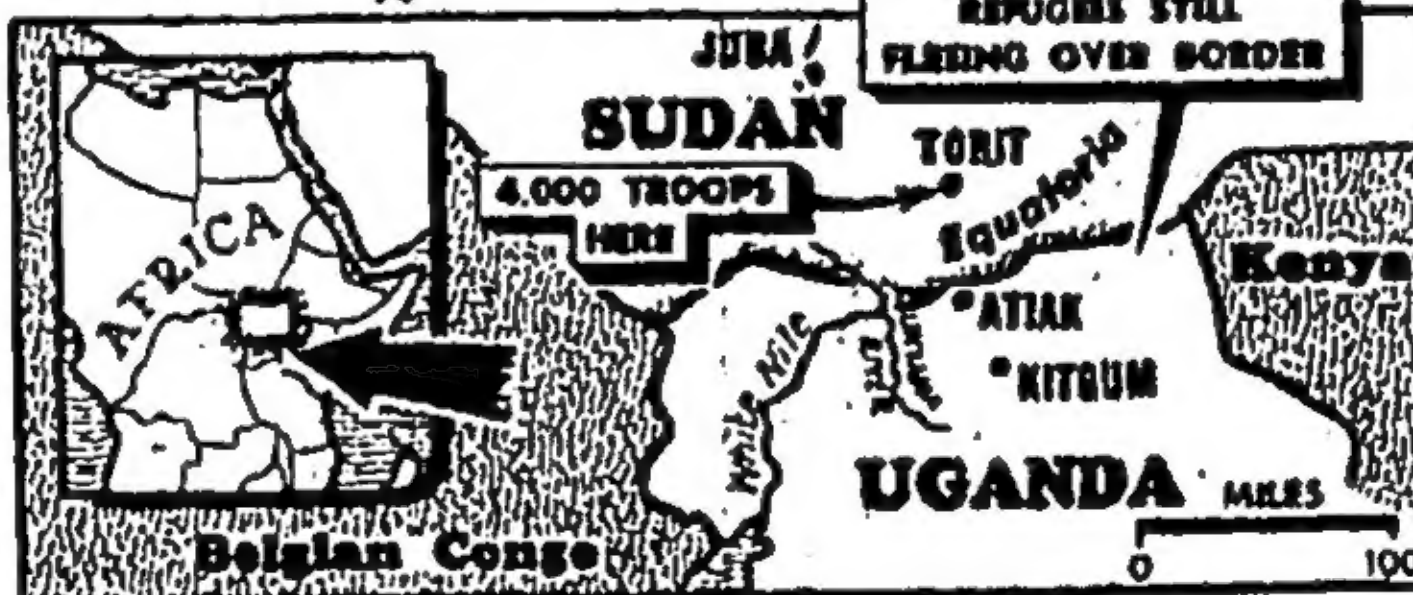 REFUGEES STILL
FLEEING OVER BORDER
JUBA
SUDAN
TORIT
4.000 TROOPS
HERE
Equatoria
AFRICA
Kenya
ATIAK
KITGUM
White Nile
UGANDA
MILES
0 100
Belgian Congo